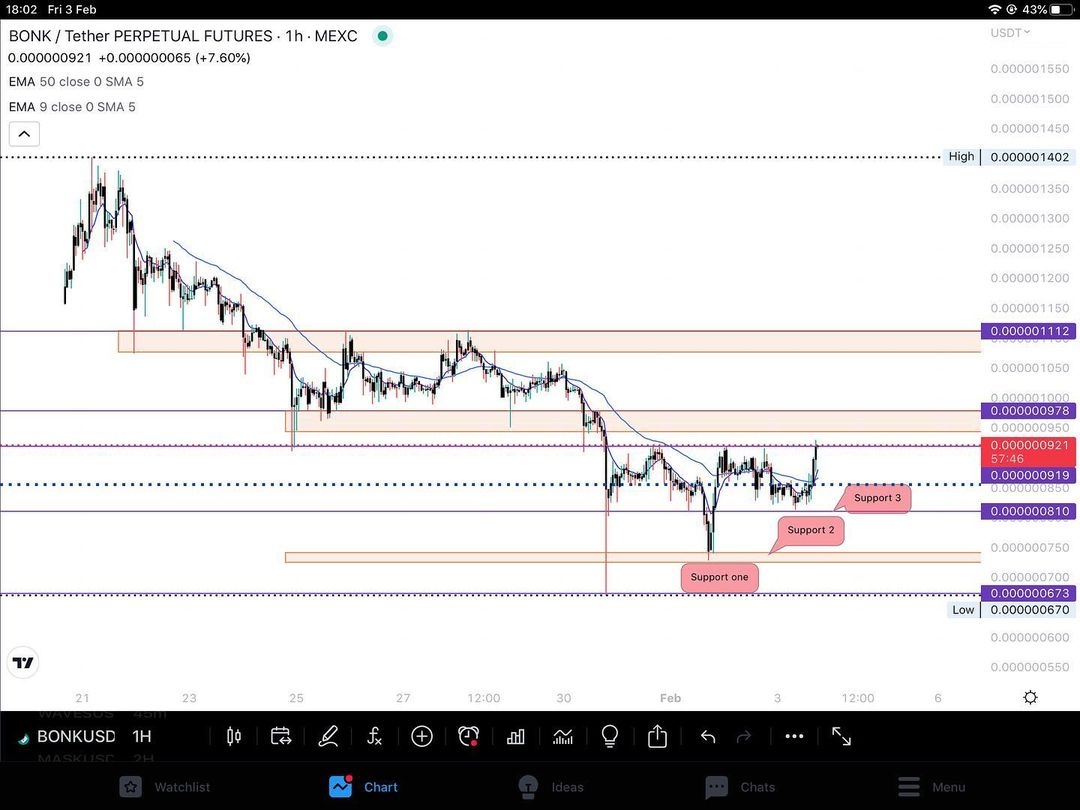 18:02 Fri 3 Feb
43%
BONK / Tether PERPETUAL FUTURES · 1h · MEXC
USDT
0.000000921 +0.000000065 (+7.60%)
EMA 50 close 0 SMA 5
EMA 9 close 0 SMA 5
0.000001550
0.000001500
0.000001450
High 0.000001402
0.000001350
0.000001300
0.000001250
0.000001200
0.000001150
0.000001112
0.000001050
0.000001000
0.000000978
0.000000950
0.000000921
57:46
0.000000919
0.000000850
Support 3
0.000000810
Support 2
0.000000750
Support one
0.000000700
0.000000673
Low 0.000000670
0.000000600
0.000000550
21 23 25 27 12:00 30 Feb 3 12:00 6
WAVESUS 45m
BONKUSD 1H
MASKUSD 2H
Watchlist Chart Ideas Chats Menu